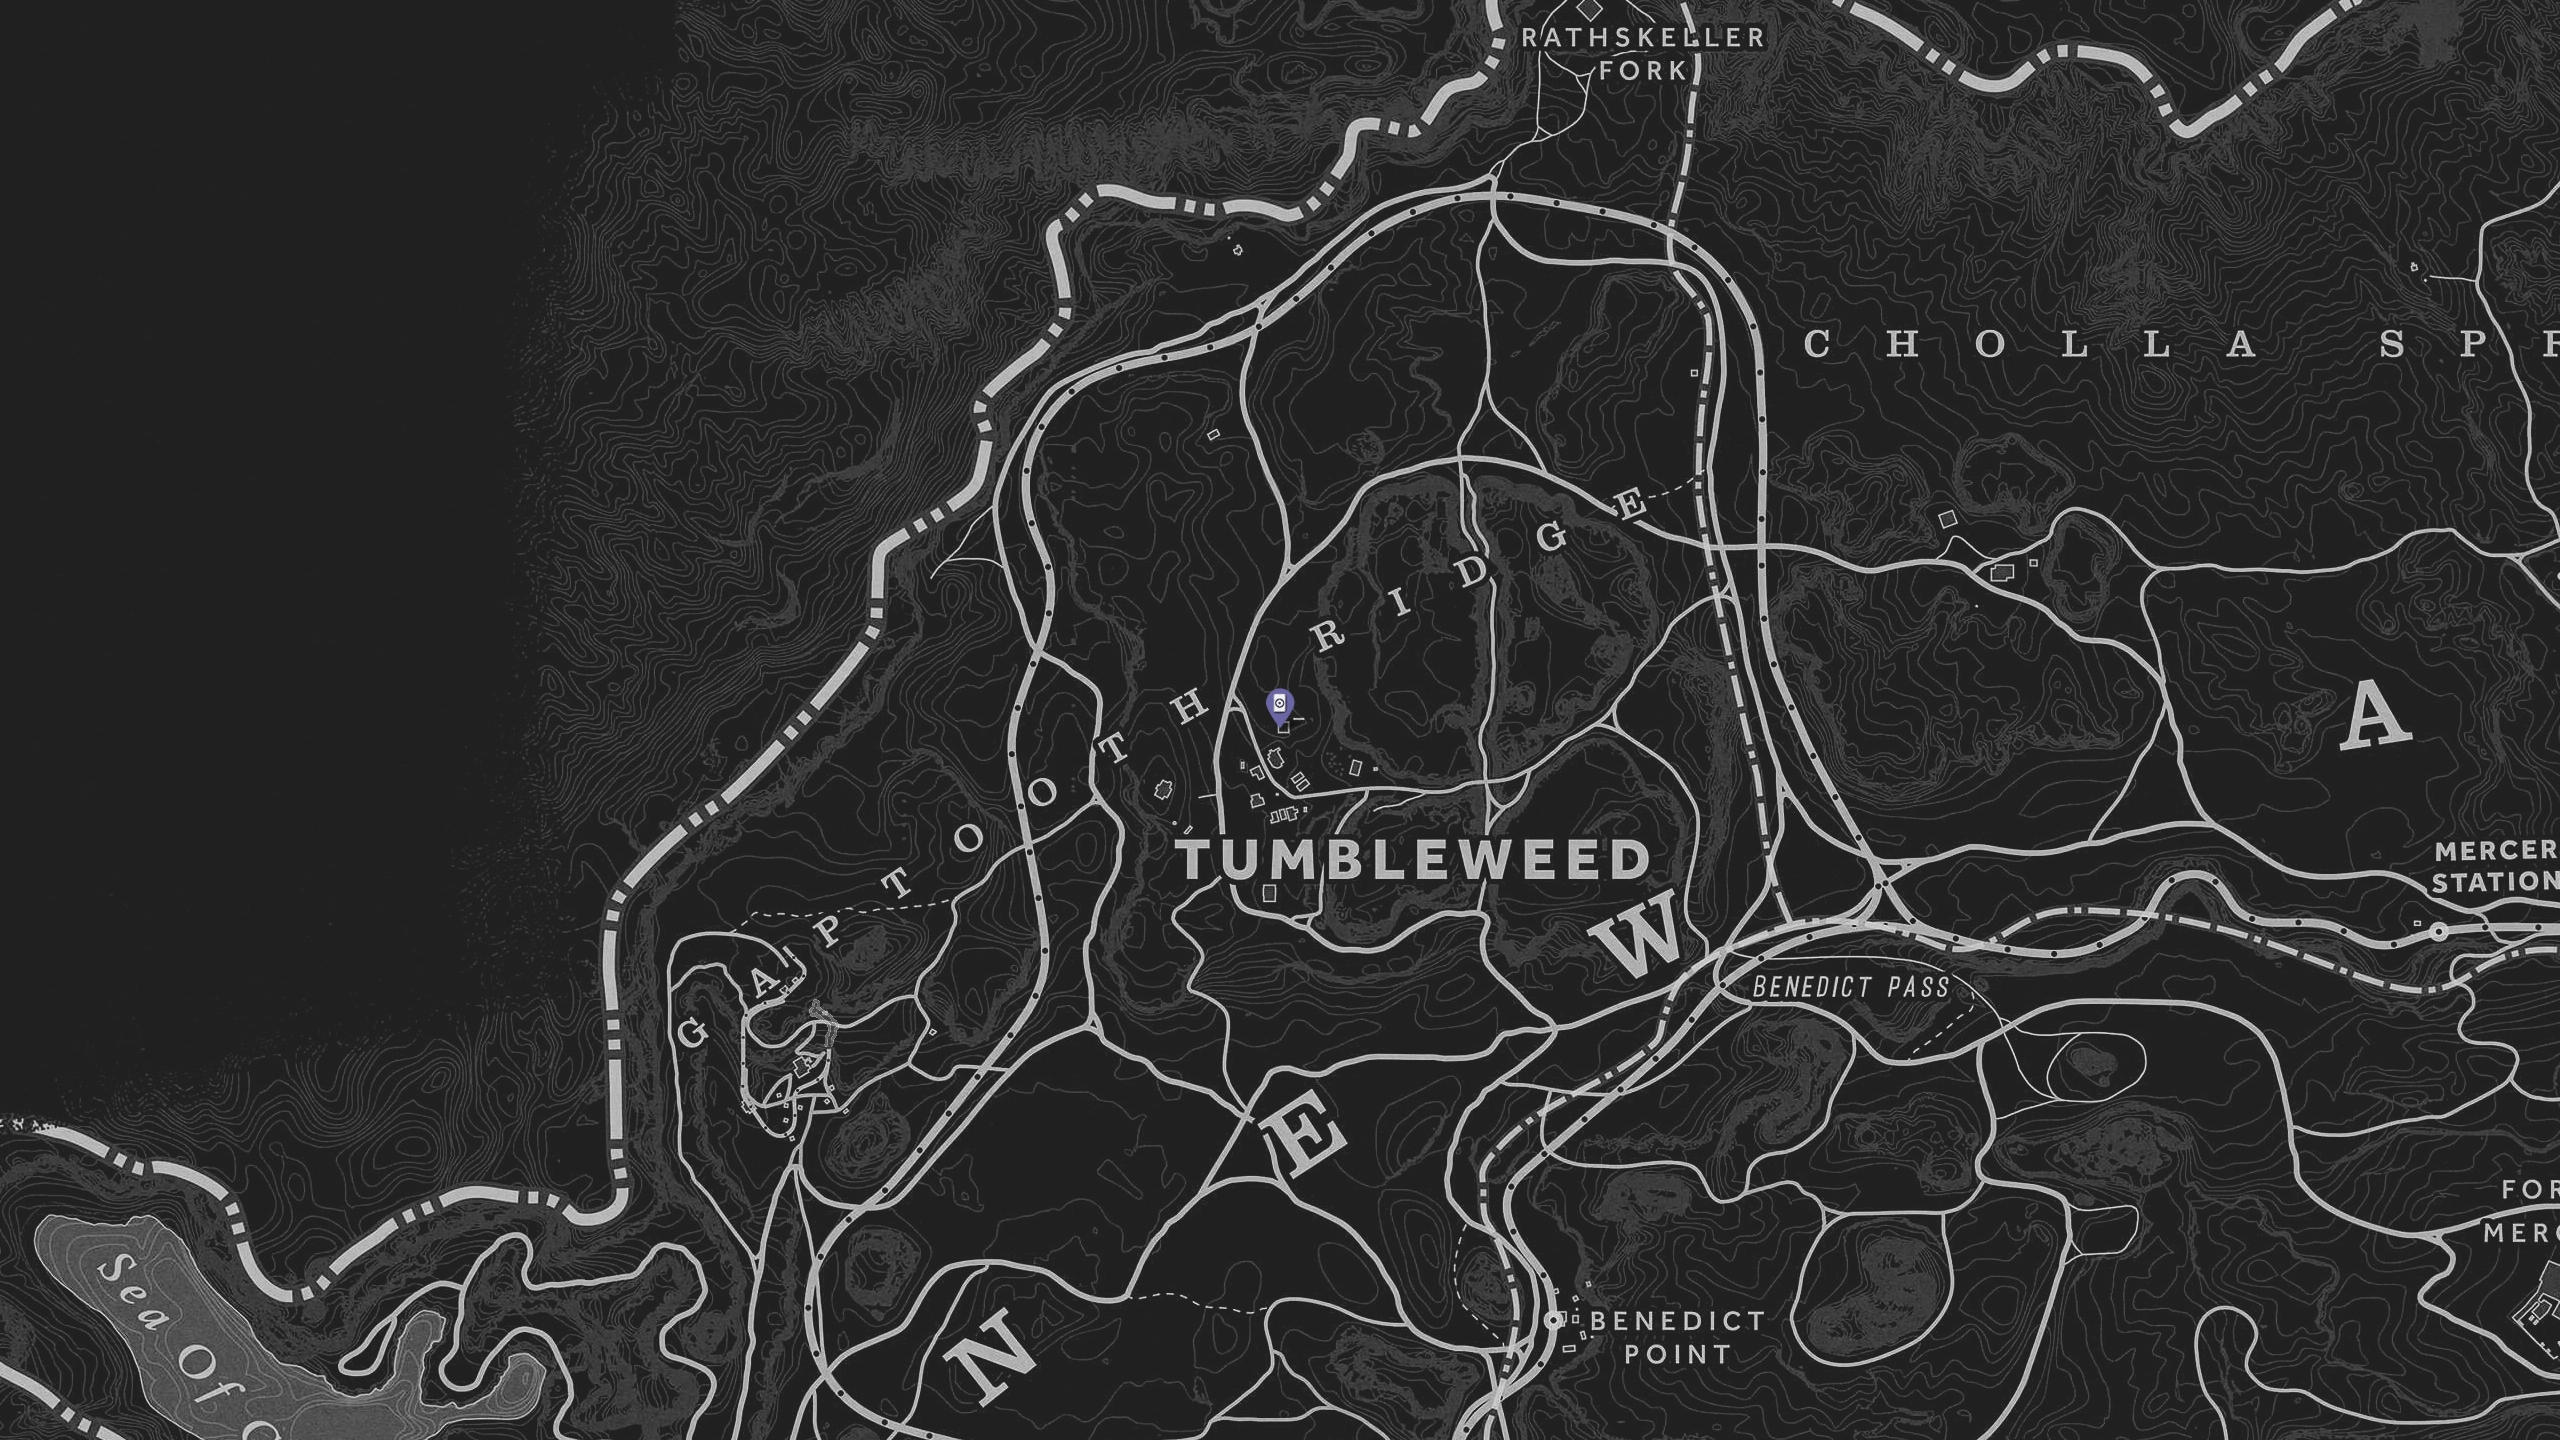 RATHSKELLER
FORK
CHOLLA SPR
GAPTOOTH RIDGE
A
TUMBLEWEED
MERCER
STATION
W
BENEDICT PASS
E
FOR
MERC
N
BENEDICT
POINT
Sea Of